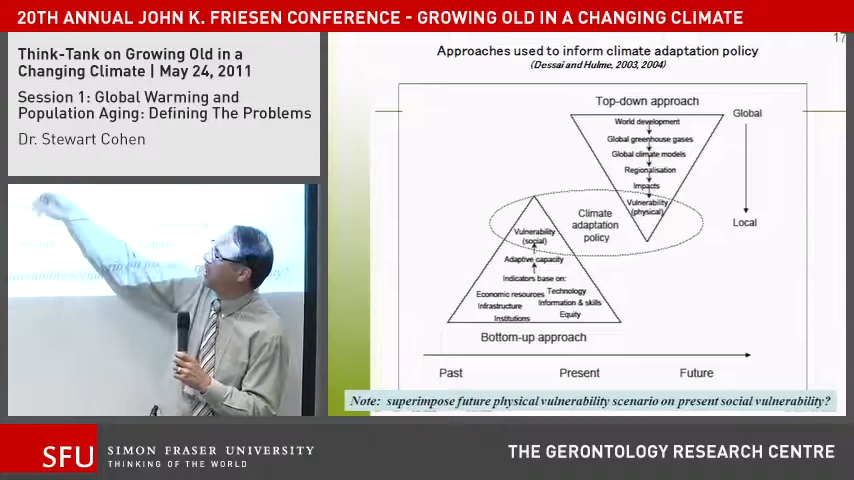 20TH ANNUAL JOHN K. FRIESEN CONFERENCE - GROWING OLD IN A CHANGING CLIMATE
Think-Tank on Growing Old in a
Changing Climate | May 24, 2011
Session 1: Global Warming and
Population Aging: Defining The Problems
Dr. Stewart Cohen
17
Approaches used to inform climate adaptation policy
(Dessai and Hulme, 2003, 2004)
Top-down approach
World development
Global greenhouse gases
Global climate models
Regionalisation
Impacts
Vulnerability
(physical)
Global
Local
Climate
adaptation
policy
Vulnerability
(social)
Adaptive capacity
Indicators base on:
Economic resources
Technology
Infrastructure
Information & skills
Institutions
Equity
Bottom-up approach
Past
Present
Future
Note: superimpose future physical vulnerability scenario on present social vulnerability?
SFU
SIMON FRASER UNIVERSITY
THINKING OF THE WORLD
THE GERONTOLOGY RESEARCH CENTRE